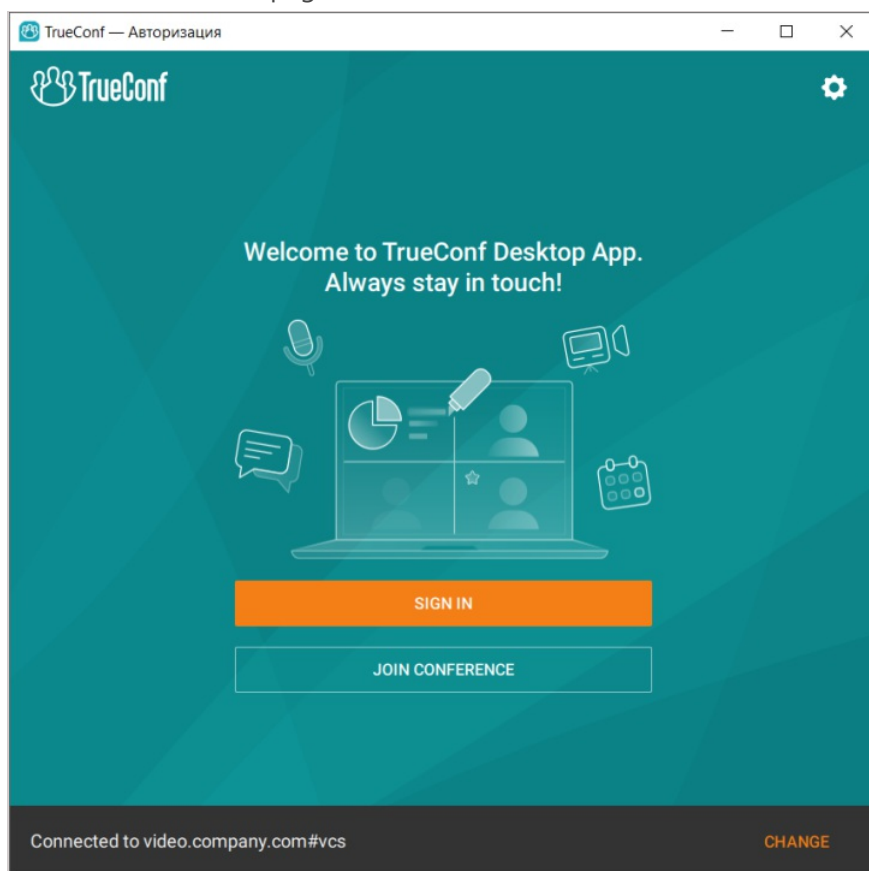 TrueConf — Авторизация
TrueConf
Welcome to TrueConf Desktop App.
Always stay in touch!
SIGN IN
JOIN CONFERENCE
Connected to video.company.com#vcs
CHANGE